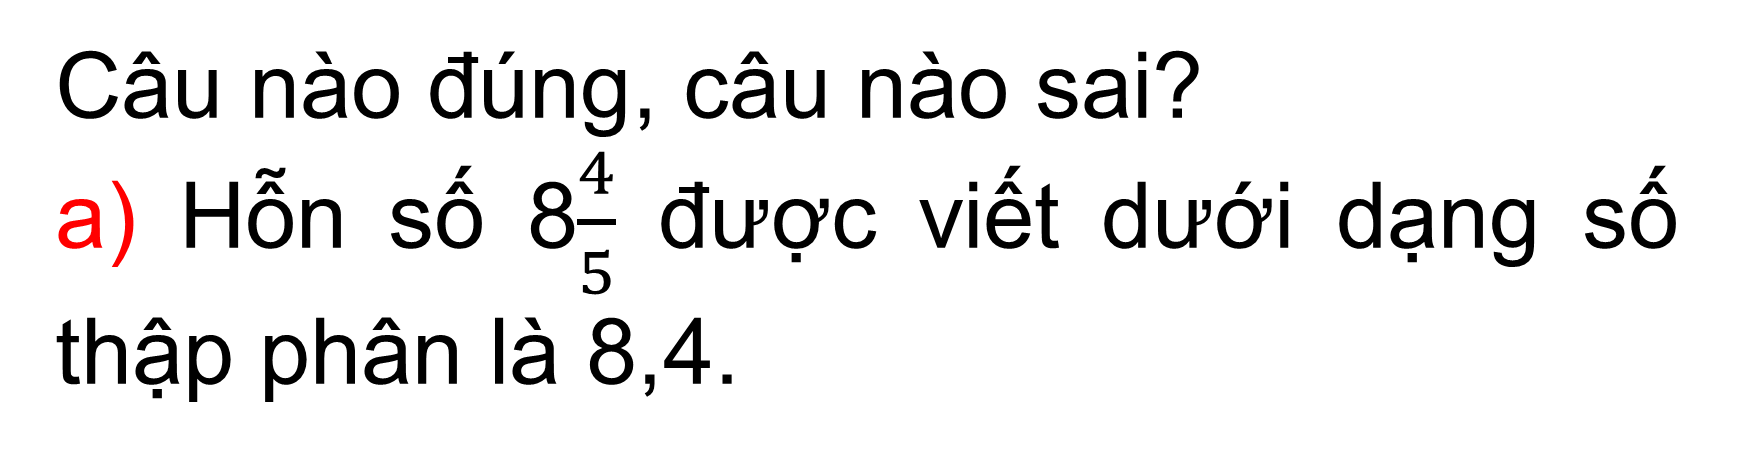 Câu nào đúng, câu nào sai?
a) Hỗn số 8 4/5 được viết dưới dạng số
thập phân là 8,4.